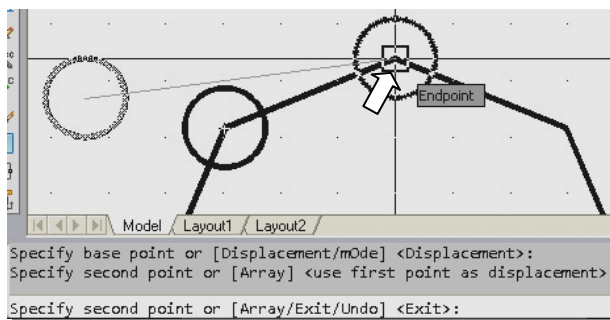 Endpoint
Model Layout1 Layout2
Specify base point or [Displacement/mOde] <Displacement>:
Specify second point or [Array] <use first point as displacement>
Specify second point or [Array/Exit/Undo] <Exit>: